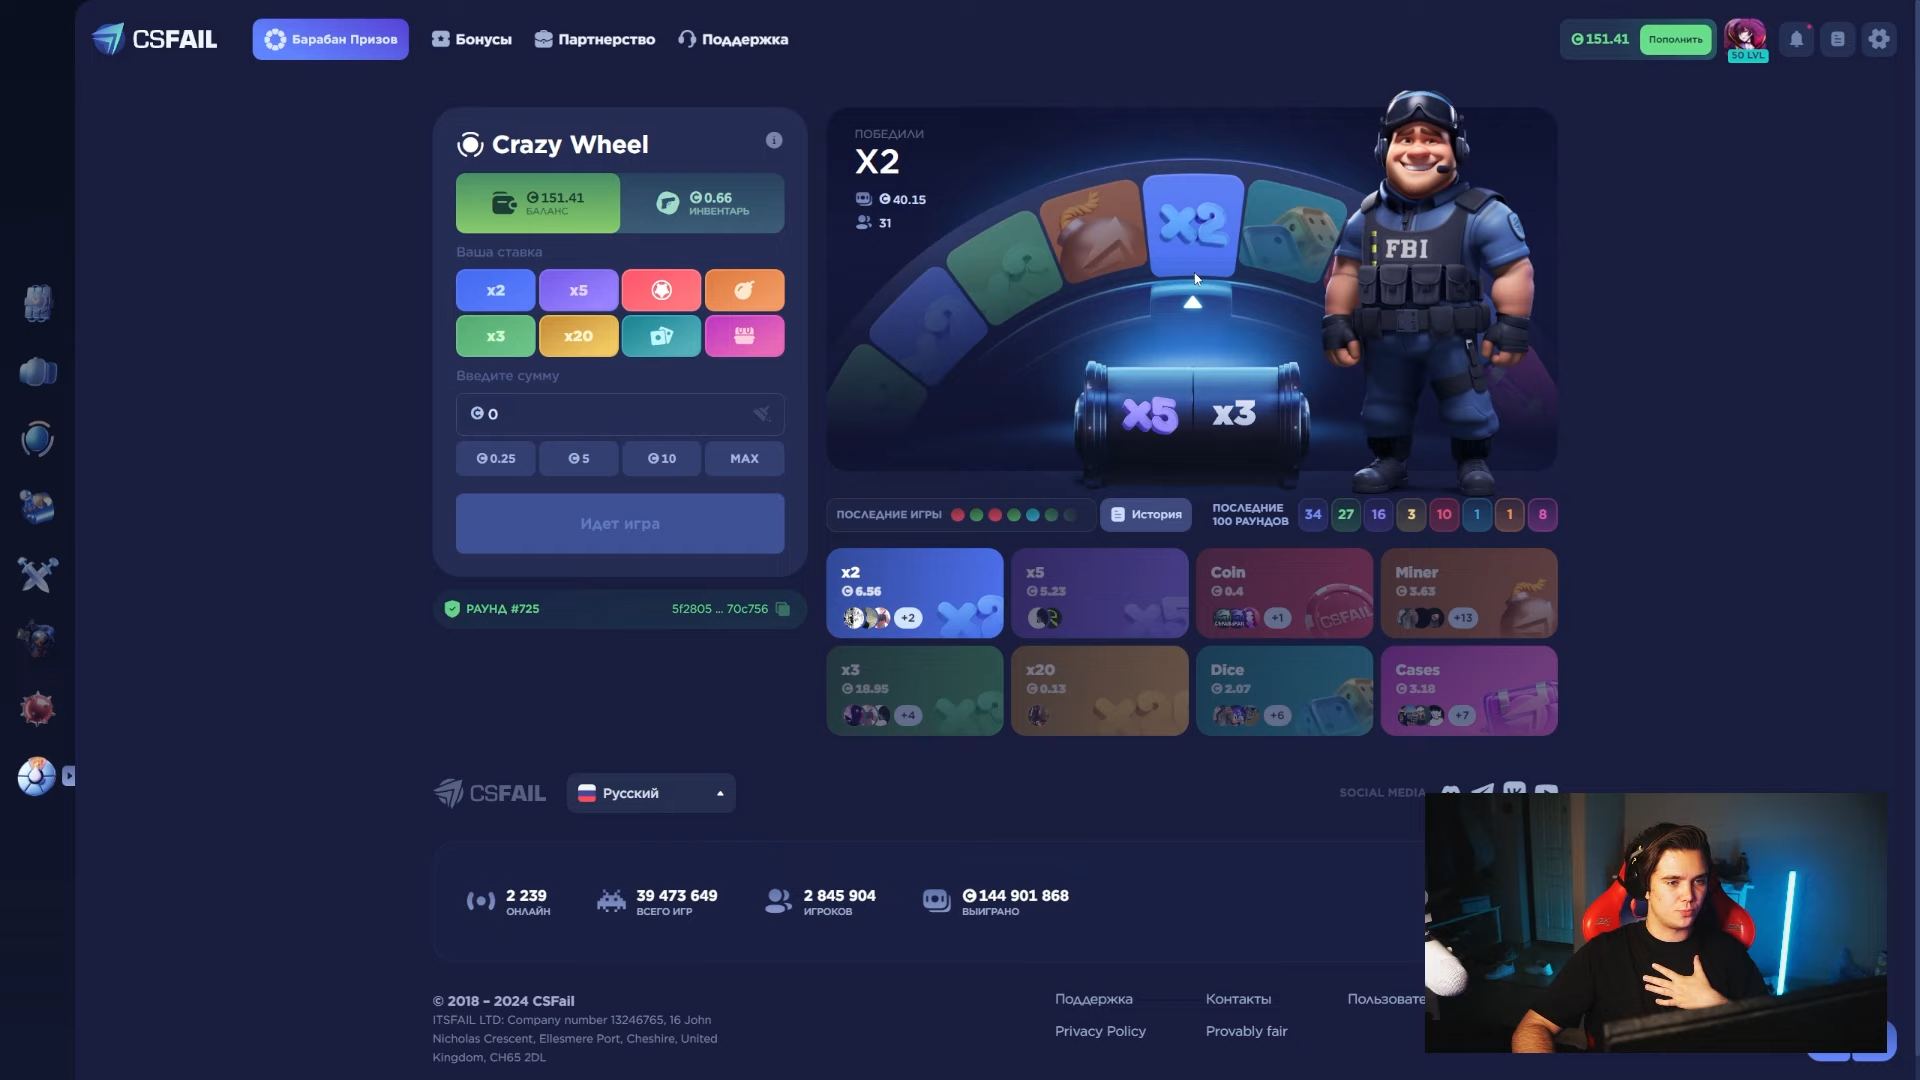 CSFAIL
Барабан Призов
Бонусы
Партнерство
Поддержка
151.41
Пополнить
50 LVL
Crazy Wheel
151.41
БАЛАНС
0.66
ИНВЕНТАРЬ
Ваша ставка
x2
x5
x3
x20
Введите сумму
0
0.25
5
10
MAX
Идет игра
РАУНД #725
5f2805 ... 70c756
ПОБЕДИЛИ
X2
40.15
31
x2
FBI
x5
x3
ПОСЛЕДНИЕ ИГРЫ
История
ПОСЛЕДНИЕ
100 РАУНДОВ
34
27
16
3
10
1
1
8
x2
6.56
+2
x5
5.23
Coin
0.4
+1
CSFAIL
Miner
3.63
+13
x3
18.95
+4
x20
0.13
Dice
2.07
+6
Cases
3.18
+7
CSFAIL
Русский
SOCIAL MEDIA
2 239
ОНЛАЙН
39 473 649
ВСЕГО ИГР
2 845 904
ИГРОКОВ
144 901 868
ВЫИГРАНО
© 2018 – 2024 CSFail
ITSFAIL LTD: Company number 13246765, 16 John
Nicholas Crescent, Ellesmere Port, Cheshire, United
Kingdom, CH65 2DL
Поддержка
Контакты
Пользовате
Privacy Policy
Provably fair